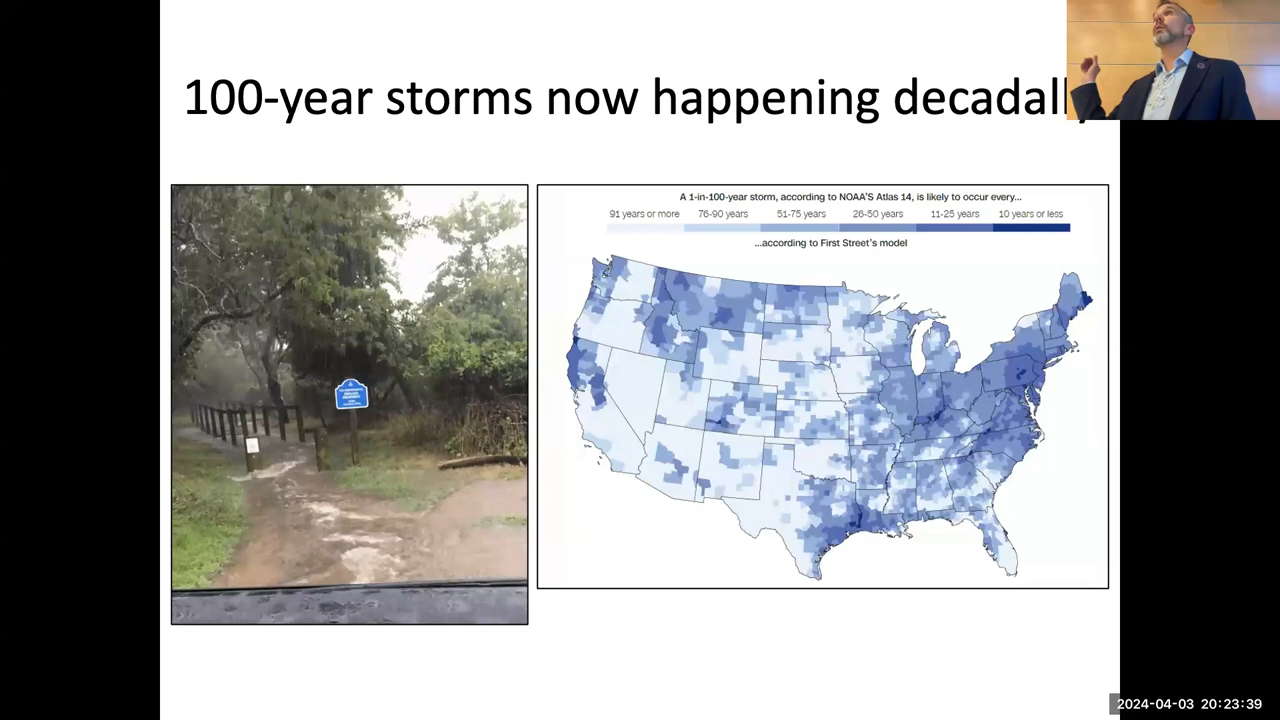 100-year storms now happening decadally
A 1-in-100-year storm, according to NOAA'S Atlas 14, is likely to occur every...
91 years or more 76-90 years 51-75 years 26-50 years 11-25 years 10 years or less
...according to First Street's model
2024-04-03 20:23:39